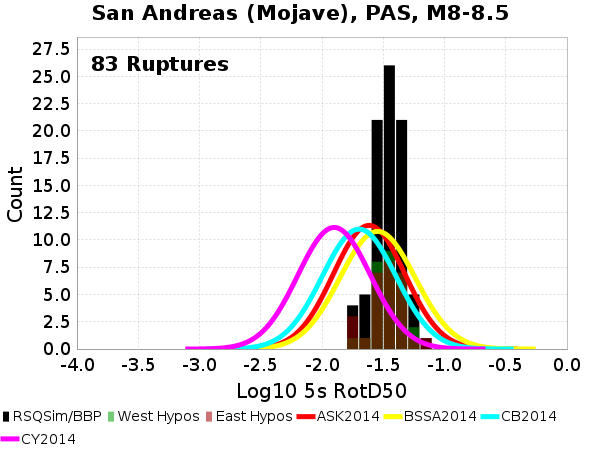 San Andreas (Mojave), PAS, M8-8.5
83 Ruptures
27.5
25.0
22.5
20.0
17.5
15.0
12.5
10.0
7.5
5.0
2.5
0.0
Count
-4.0 -3.5 -3.0 -2.5 -2.0 -1.5 -1.0 -0.5 0.0
Log10 5s RotD50
RSQSim/BBP West Hypos East Hypos ASK2014 BSSA2014 CB2014
CY2014